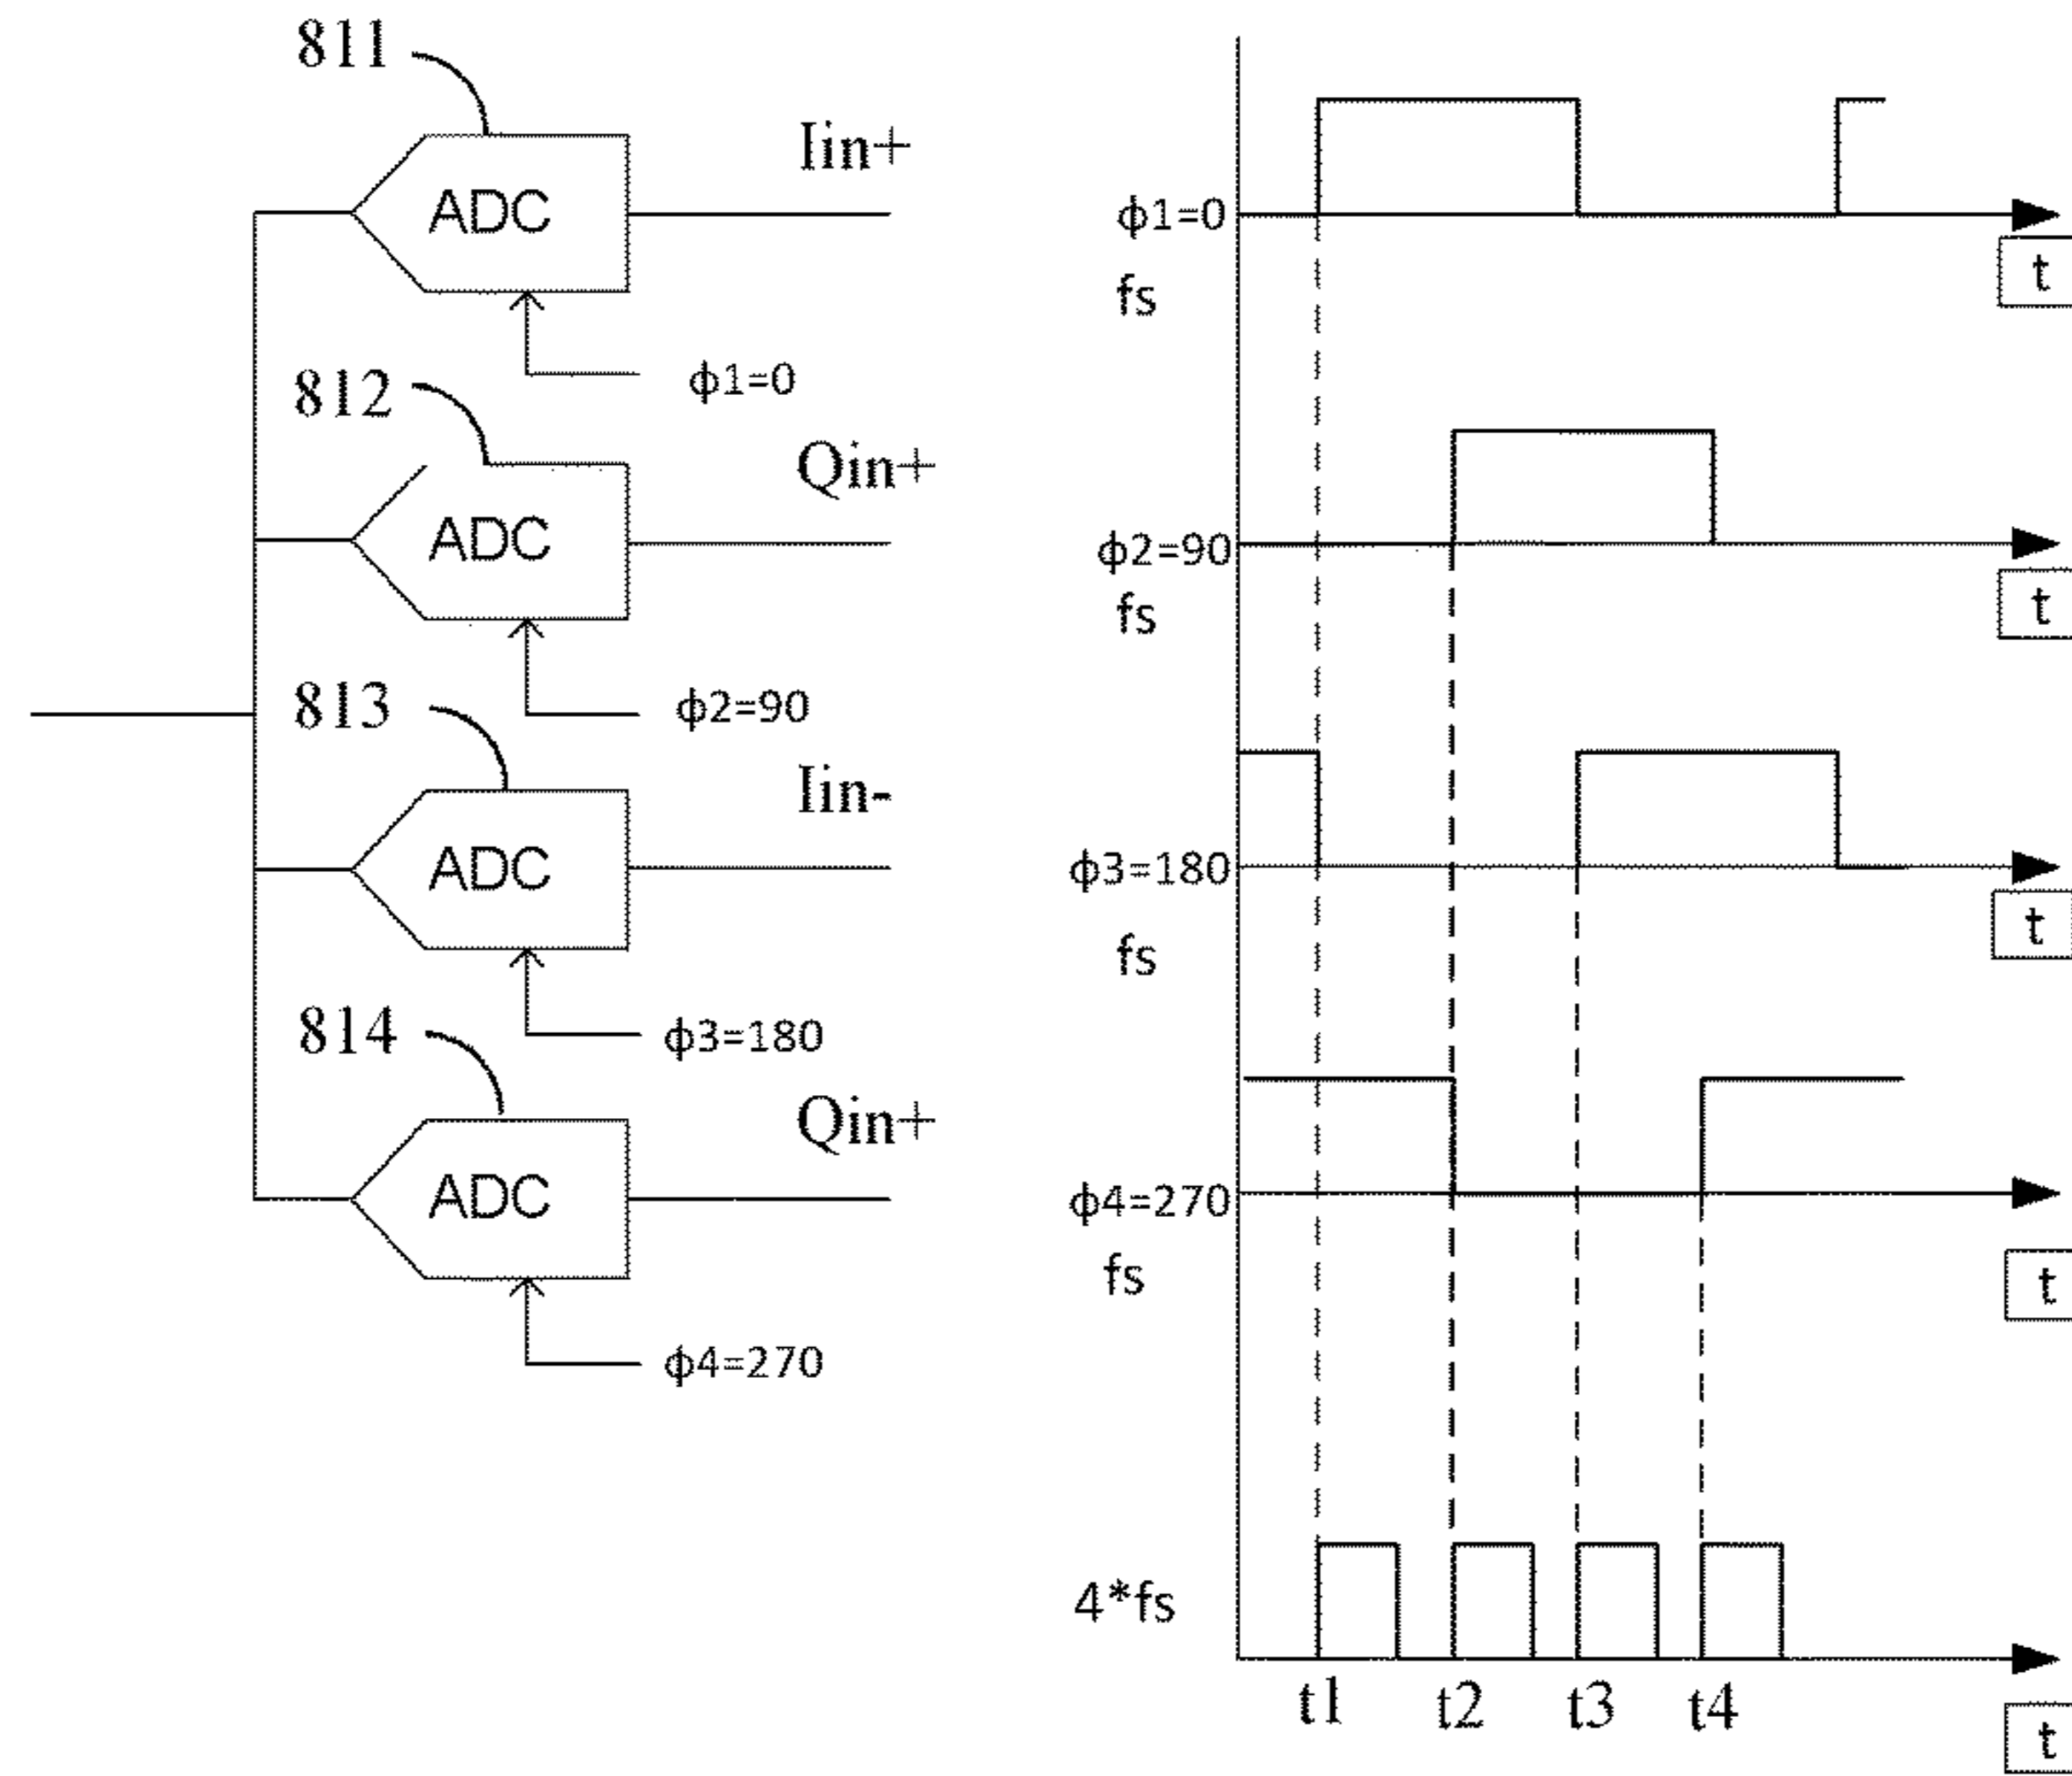 811
Iin+
ADC
ϕ1=0
812
Qin+
ADC
ϕ2=90
813
Iin-
ADC
ϕ3=180
814
Qin+
ADC
ϕ4=270
ϕ1=0
fs
t
ϕ2=90
fs
t
ϕ3=180
fs
t
ϕ4=270
fs
t
4*fs
t1 t2 t3 t4
t